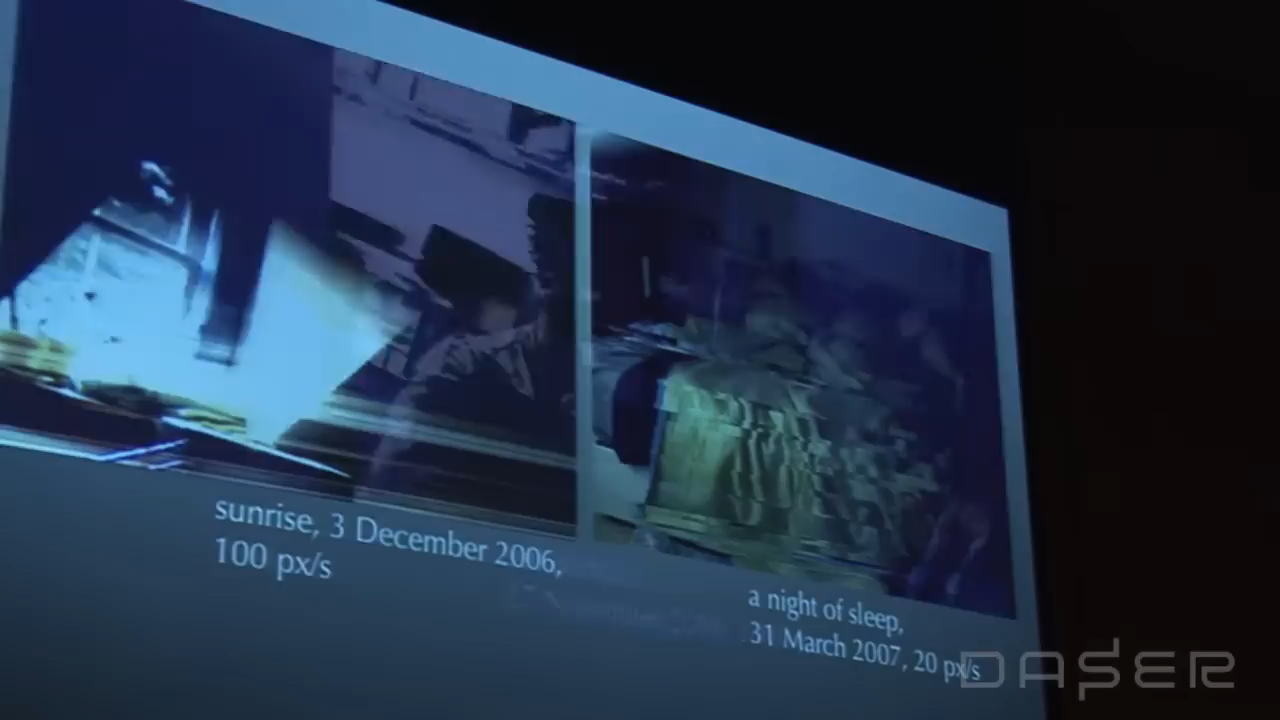 sunrise, 3 December 2006,
100 px/s
a night of sleep,
31 March 2007, 20 px/s
DASER